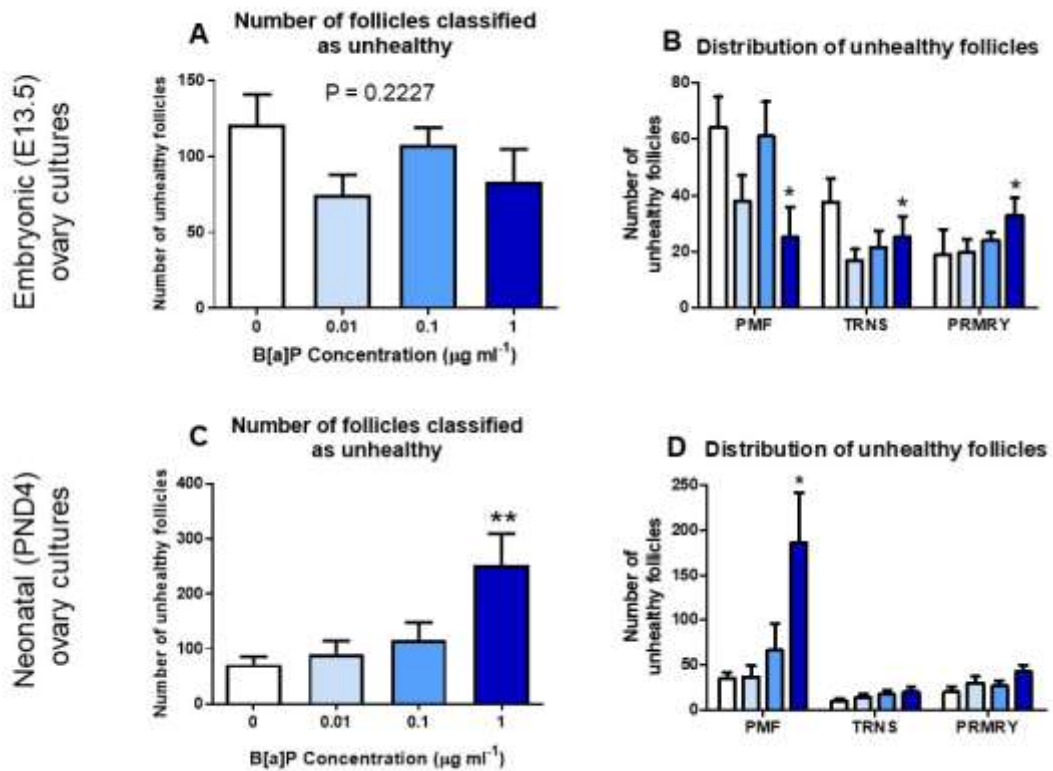 Embryonic (E13.5)
ovary cultures
A
Number of follicles classified
as unhealthy
P = 0.2227
Number of unhealthy follicles
150
100
50
0
0 0.01 0.1 1
B[a]P Concentration (µg ml⁻¹)
B Distribution of unhealthy follicles
Number of
unhealthy follicles
80
60
40
20
0
* * *
PMF TRNS PRMRY
Neonatal (PND4)
ovary cultures
C
Number of follicles classified
as unhealthy
Number of unhealthy follicles
400
300
200
100
0
**
0 0.01 0.1 1
B[a]P Concentration (µg ml⁻¹)
D Distribution of unhealthy follicles
Number of
unhealthy follicles
250
200
150
100
50
0
*
PMF TRNS PRMRY